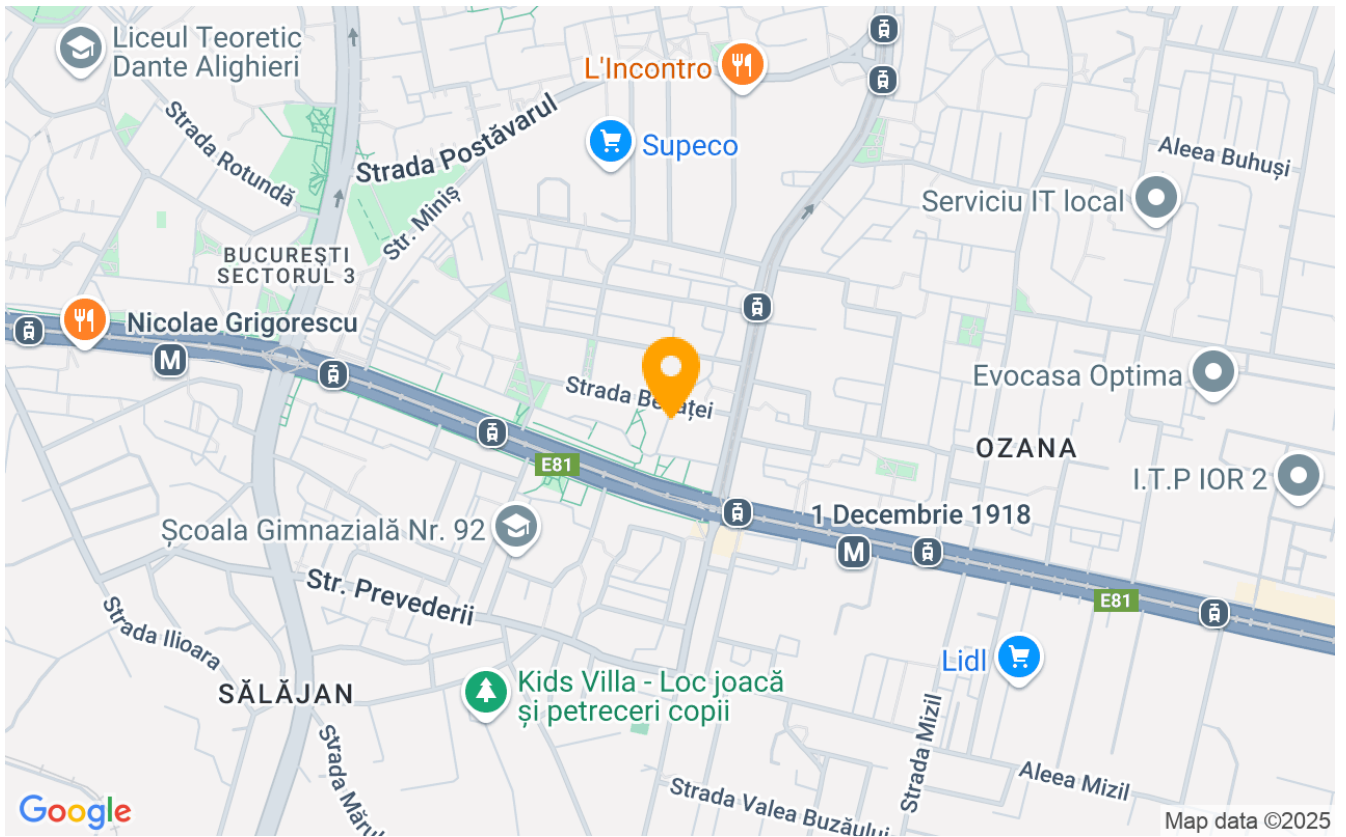 Liceul Teoretic
Dante Alighieri
L'Incontro
Strada Postăvarul
Supeco
Strada Rotundă
Aleea Buhuși
Serviciu IT local
Str. Miniș
BUCUREȘTI
SECTORUL 3
Nicolae Grigorescu
M
Strada
Evocasa Optima
OZANA
E81
I.T.P IOR 2
Școala Gimnazială Nr. 92
1 Decembrie 1918
M
Str. Prevederii
E81
Strada Ilioara
Lidl
SĂLĂJAN
Kids Villa - Loc joacă
și petreceri copii
Strada Mizil
Aleea Mizil
Strada
Strada Valea Buzăului
Google
Map data ©2025